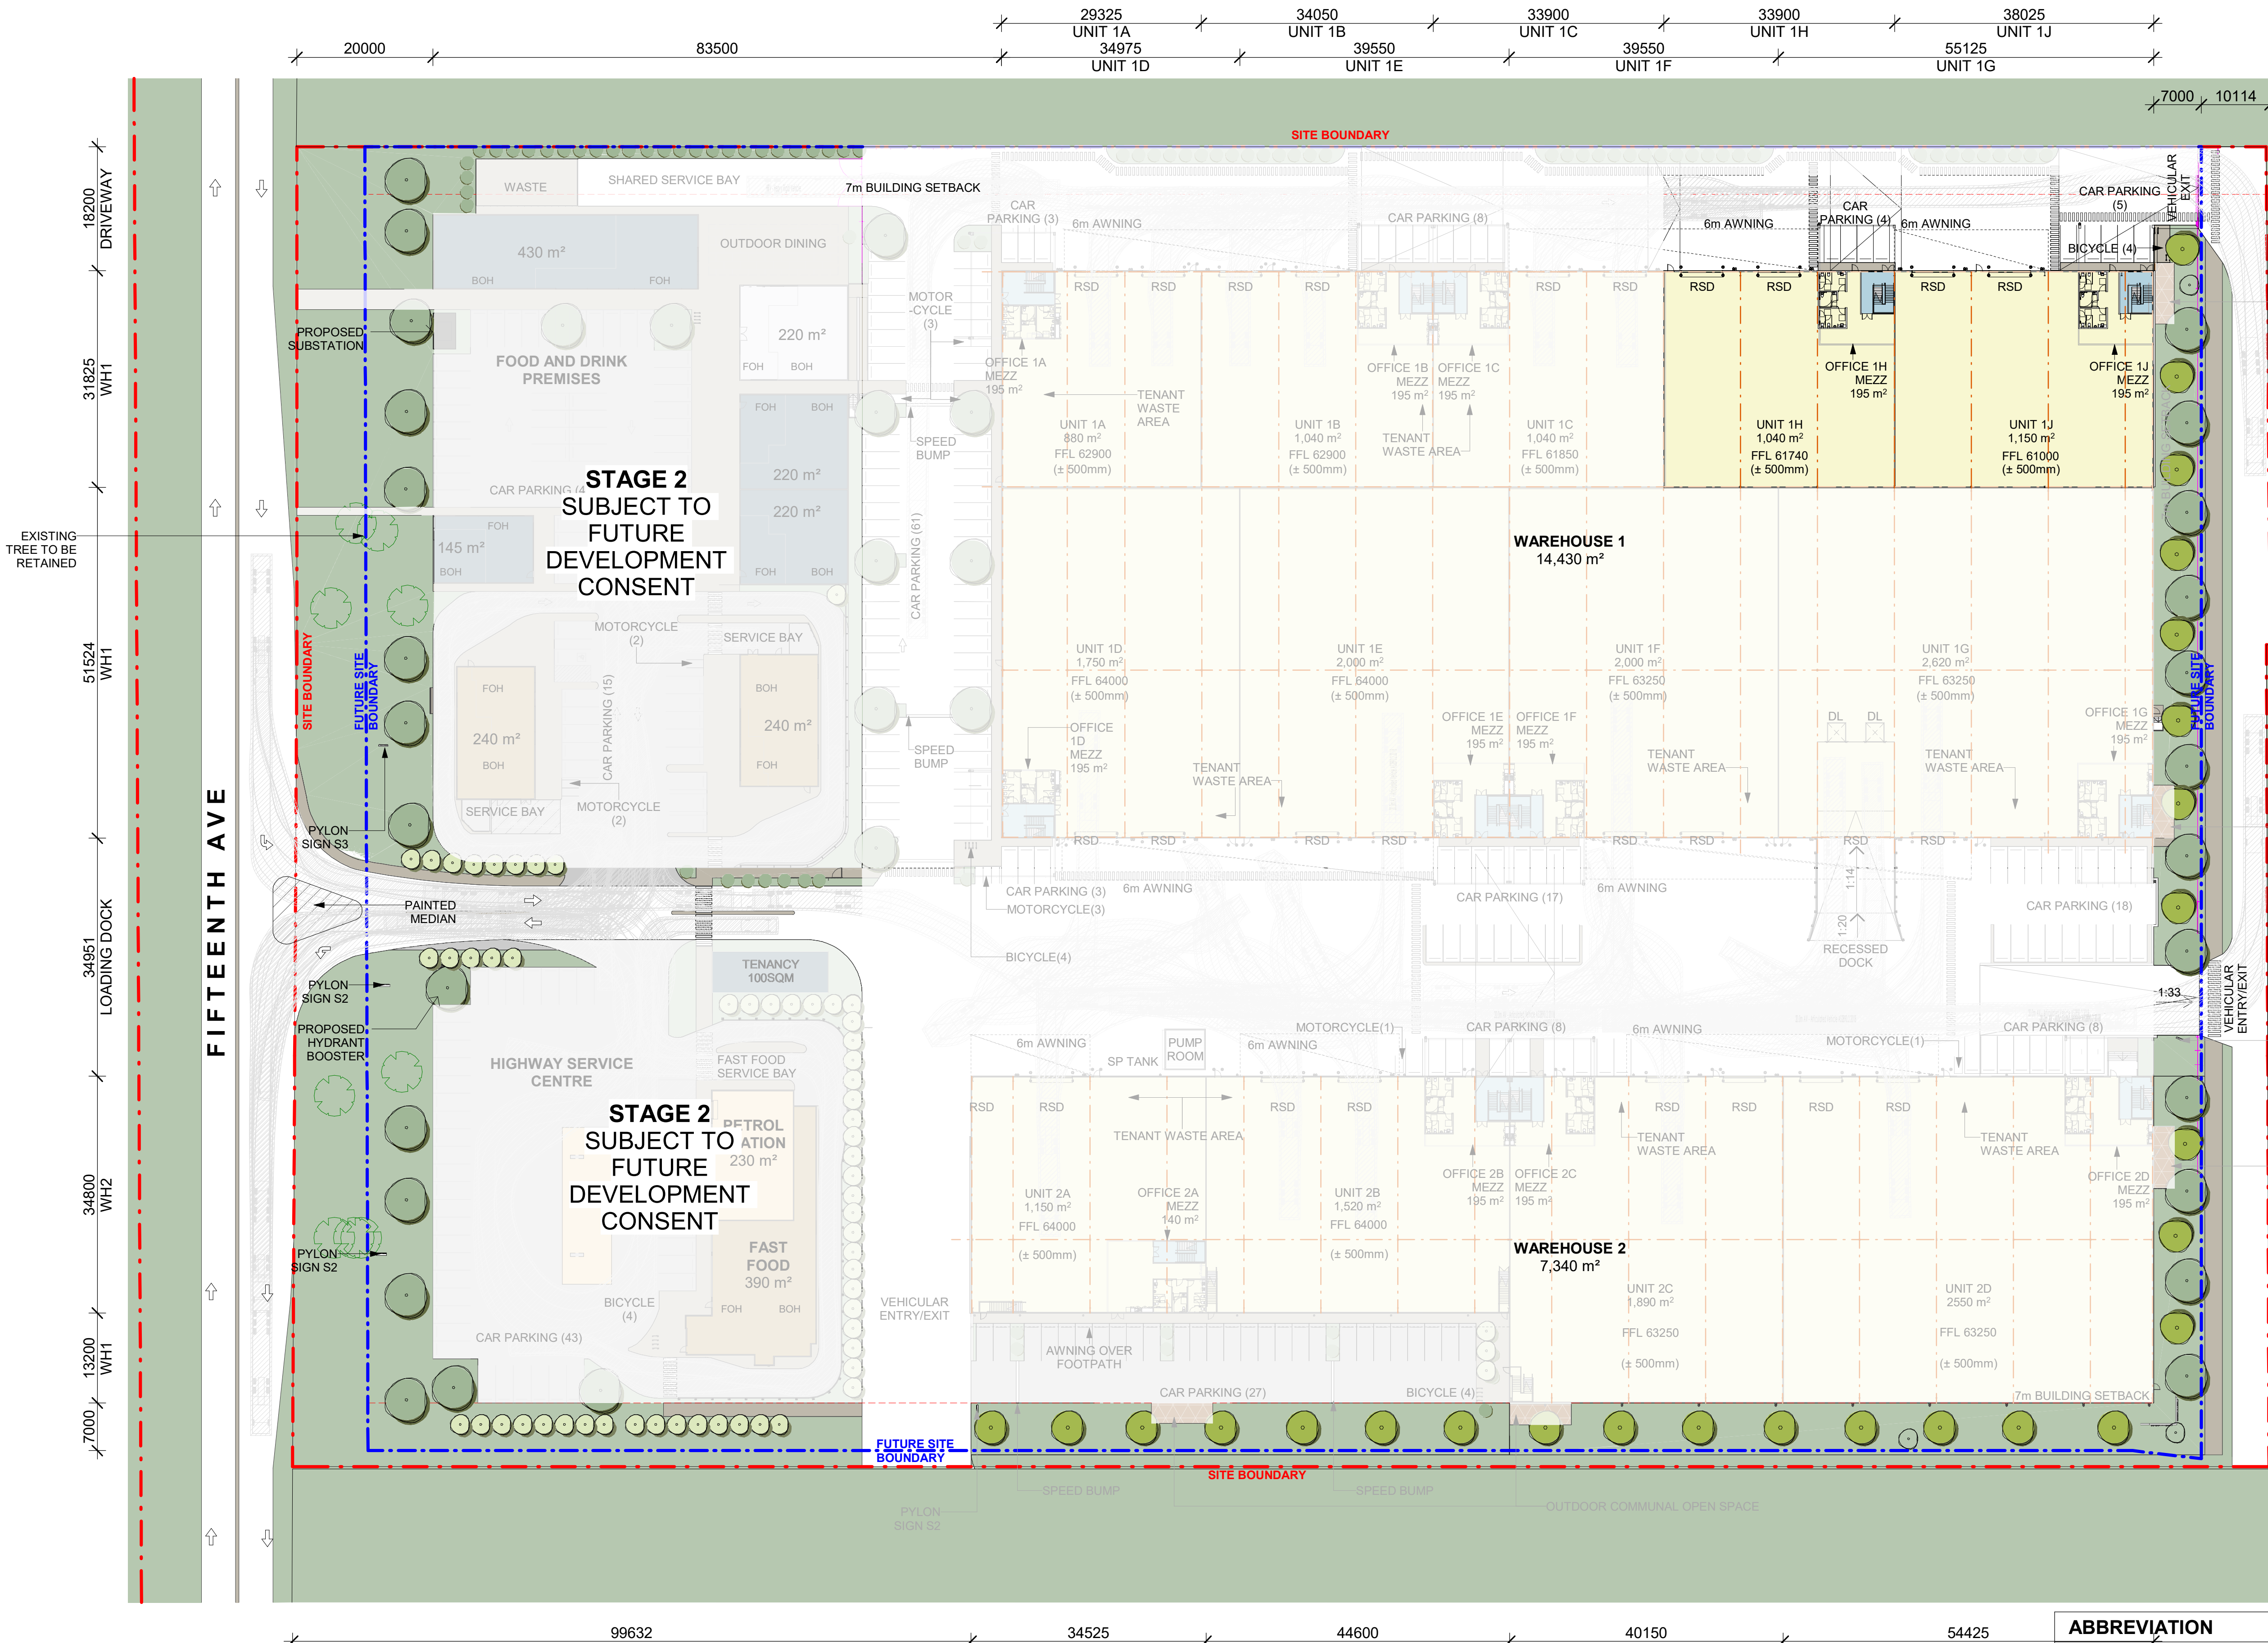 29325
34050
33900
33900
38025
UNIT 1A
UNIT 1B
UNIT 1C
UNIT 1H
UNIT 1J
20000
83500
34975
39550
39550
55125
UNIT 1D
UNIT 1E
UNIT 1F
UNIT 1G
7000
10114
SITE BOUNDARY
18200
DRIVEWAY
31825
WH1
51524
WH1
34951
LOADING DOCK
34800
WH2
13200
WH1
7000
FIFTEENTH AVE
EXISTING
TREE TO BE
RETAINED
WASTE
SHARED SERVICE BAY
7m BUILDING SETBACK
430 m²
BOH
FOH
OUTDOOR DINING
PROPOSED
SUBSTATION
FOOD AND DRINK
PREMISES
220 m²
FOH
BOH
FOH
BOH
220 m²
220 m²
FOH
BOH
CAR PARKING (4
STAGE 2
SUBJECT TO
FUTURE
DEVELOPMENT
CONSENT
FOH
145 m²
BOH
MOTOR
-CYCLE
(3)
SPEED
BUMP
CAR PARKING (61)
SPEED
BUMP
SITE BOUNDARY
FUTURE SITE
BOUNDARY
MOTORCYCLE
(2)
SERVICE BAY
FOH
240 m²
BOH
SERVICE BAY
CAR PARKING (15)
BOH
240 m²
FOH
MOTORCYCLE
(2)
PYLON
SIGN S3
PAINTED
MEDIAN
PYLON
SIGN S2
PROPOSED
HYDRANT
BOOSTER
TENANCY
100SQM
HIGHWAY SERVICE
CENTRE
FAST FOOD
SERVICE BAY
STAGE 2
SUBJECT TO
FUTURE
DEVELOPMENT
CONSENT
PETROL
ATION
230 m²
FAST
FOOD
390 m²
FOH
BOH
PYLON
SIGN S2
BICYCLE
(4)
CAR PARKING (43)
VEHICULAR
ENTRY/EXIT
FUTURE SITE
BOUNDARY
CAR
PARKING (3)
6m AWNING
CAR PARKING (8)
6m AWNING
CAR
PARKING (4)
6m AWNING
CAR PARKING
(5)
VEHICULAR
EXIT
BICYCLE (4)
RSD
RSD
RSD
RSD
RSD
RSD
RSD
RSD
RSD
RSD
OFFICE 1A
MEZZ
195 m²
TENANT
WASTE
AREA
OFFICE 1B
MEZZ
195 m²
OFFICE 1C
MEZZ
195 m²
TENANT
WASTE AREA
OFFICE 1H
MEZZ
195 m²
OFFICE 1J
MEZZ
195 m²
UNIT 1A
880 m²
FFL 62900
(± 500mm)
UNIT 1B
1,040 m²
FFL 62900
(± 500mm)
UNIT 1C
1,040 m²
FFL 61850
(± 500mm)
UNIT 1H
1,040 m²
FFL 61740
(± 500mm)
UNIT 1J
1,150 m²
FFL 61000
(± 500mm)
WAREHOUSE 1
14,430 m²
UNIT 1D
1,750 m²
FFL 64000
(± 500mm)
UNIT 1E
2,000 m²
FFL 64000
(± 500mm)
UNIT 1F
2,000 m²
FFL 63250
(± 500mm)
UNIT 1G
2,620 m²
FFL 63250
(± 500mm)
FUTURE SITE
BOUNDARY
OFFICE
1D
MEZZ
195 m²
TENANT
WASTE AREA
OFFICE 1E
MEZZ
195 m²
OFFICE 1F
MEZZ
195 m²
TENANT
WASTE AREA
DL
DL
TENANT
WASTE AREA
OFFICE 1G
MEZZ
195 m²
RSD
RSD
RSD
RSD
RSD
RSD
RSD
RSD
CAR PARKING (3)
MOTORCYCLE(3)
6m AWNING
CAR PARKING (17)
6m AWNING
1:14
1:20
RECESSED
DOCK
CAR PARKING (18)
BICYCLE(4)
1:33
VEHICULAR
ENTRY/EXIT
6m AWNING
SP TANK
PUMP
ROOM
6m AWNING
MOTORCYCLE(1)
CAR PARKING (8)
6m AWNING
MOTORCYCLE(1)
CAR PARKING (8)
RSD
RSD
RSD
RSD
RSD
RSD
RSD
RSD
TENANT WASTE AREA
TENANT
WASTE AREA
TENANT
WASTE AREA
UNIT 2A
1,150 m²
FFL 64000
(± 500mm)
OFFICE 2A
MEZZ
140 m²
UNIT 2B
1,520 m²
FFL 64000
(± 500mm)
OFFICE 2B
MEZZ
195 m²
OFFICE 2C
MEZZ
195 m²
OFFICE 2D
MEZZ
195 m²
WAREHOUSE 2
7,340 m²
UNIT 2C
1,890 m²
FFL 63250
(± 500mm)
UNIT 2D
2550 m²
FFL 63250
(± 500mm)
AWNING OVER
FOOTPATH
CAR PARKING (27)
BICYCLE (4)
7m BUILDING SETBACK
SITE BOUNDARY
PYLON
SIGN S2
SPEED BUMP
SPEED BUMP
OUTDOOR COMMUNAL OPEN SPACE
99632
34525
44600
40150
54425
ABBREVIATION